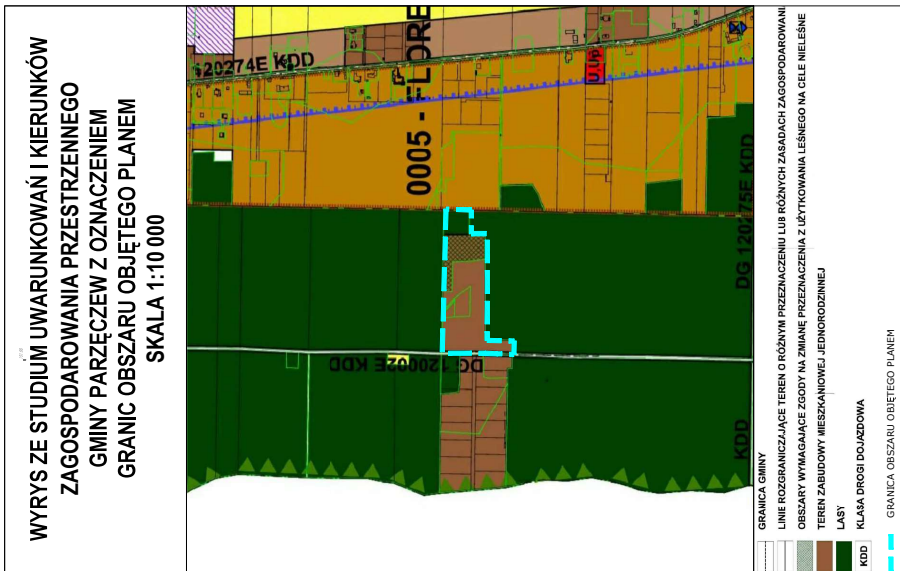 WYRYS ZE STUDIUM UWARUNKOWAŃ I KIERUNKÓW
ZAGOSPODAROWANIA PRZESTRZENNEGO
GMINY PARZĘCZEW Z OZNACZENIEM
GRANIC OBSZARU OBJĘTEGO PLANEM
SKALA 1:10 000
120274E KDD
0005 - FLORE
U,Up
DG 120275E KDD
DG 120002E KDD
KDD
GRANICA GMINY
LINIE ROZGRANICZAJĄCE TEREN O RÓŻNYM PRZEZNACZENIU LUB RÓŻNYCH ZASADACH ZAGOSPODAROWANI
OBSZARY WYMAGAJĄCE ZGODY NA ZMIANĘ PRZEZNACZENIA Z UŻYTKOWANIA LEŚNEGO NA CELE NIELEŚNE
TEREN ZABUDOWY MIESZKANIOWEJ JEDNORODZINNEJ
LASY
KDD KLASA DROGI DOJAZDOWA
GRANICA OBSZARU OBJĘTEGO PLANEM